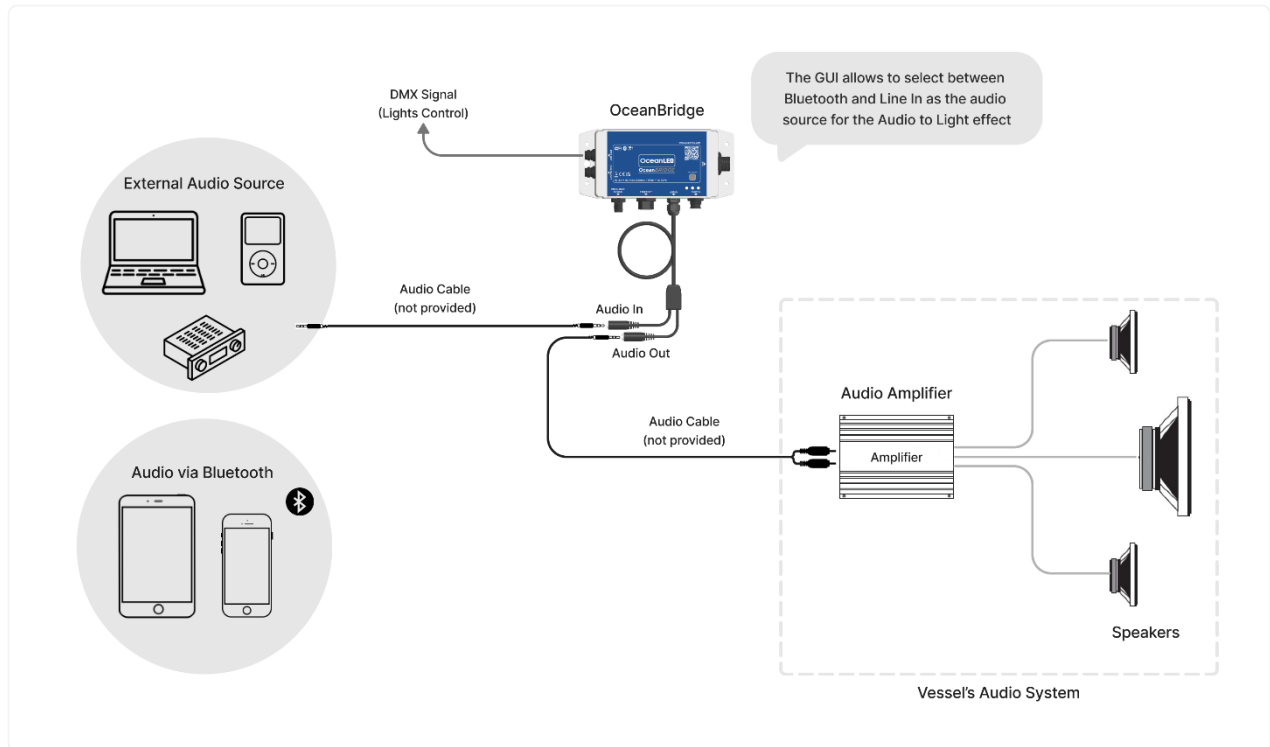 The GUI allows to select between
Bluetooth and Line In as the audio
source for the Audio to Light effect
DMX Signal
(Lights Control)
OceanBridge
OceanLED
OceanBRIDGE
External Audio Source
Audio Cable
(not provided)
Audio In
Audio Out
Audio Cable
(not provided)
Audio Amplifier
Amplifier
Audio via Bluetooth
Speakers
Vessel's Audio System